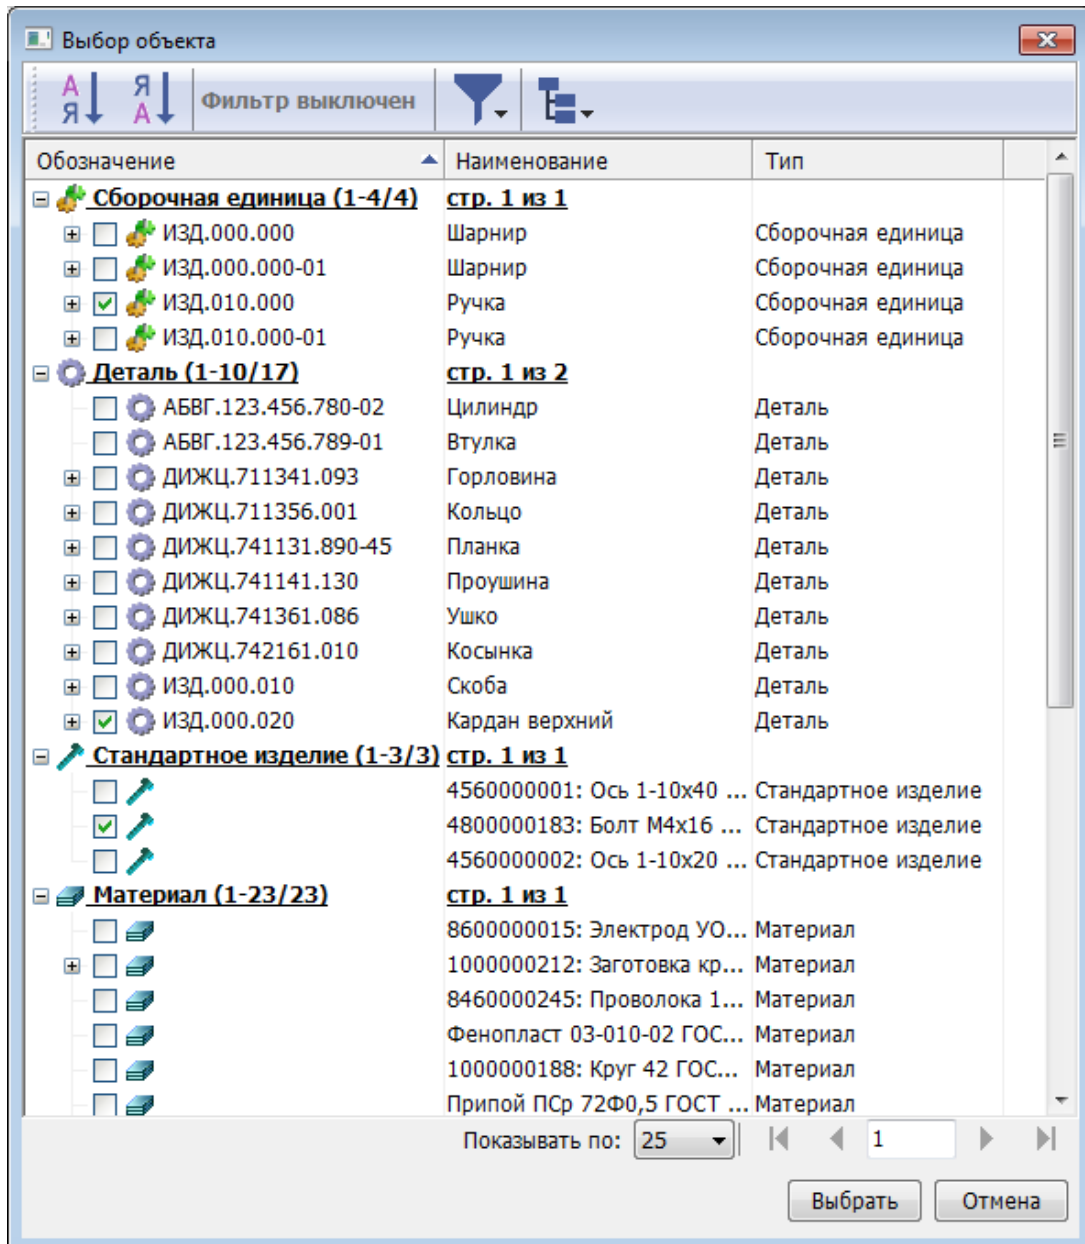 Выбор объекта
А Я Я А Фильтр выключен
Обозначение Наименование Тип
Сборочная единица (1-4/4) стр. 1 из 1
ИЗД.000.000 Шарнир Сборочная единица
ИЗД.000.000-01 Шарнир Сборочная единица
ИЗД.010.000 Ручка Сборочная единица
ИЗД.010.000-01 Ручка Сборочная единица
Деталь (1-10/17) стр. 1 из 2
АБВГ.123.456.780-02 Цилиндр Деталь
АБВГ.123.456.789-01 Втулка Деталь
ДИЖЦ.711341.093 Горловина Деталь
ДИЖЦ.711356.001 Кольцо Деталь
ДИЖЦ.741131.890-45 Планка Деталь
ДИЖЦ.741141.130 Проушина Деталь
ДИЖЦ.741361.086 Ушко Деталь
ДИЖЦ.742161.010 Косынка Деталь
ИЗД.000.010 Скоба Деталь
ИЗД.000.020 Кардан верхний Деталь
Стандартное изделие (1-3/3) стр. 1 из 1
4560000001: Ось 1-10х40 ... Стандартное изделие
4800000183: Болт М4х16 ... Стандартное изделие
4560000002: Ось 1-10х20 ... Стандартное изделие
Материал (1-23/23) стр. 1 из 1
8600000015: Электрод УО... Материал
1000000212: Заготовка кр... Материал
8460000245: Проволока 1... Материал
Фенопласт 03-010-02 ГОС... Материал
1000000188: Круг 42 ГОС... Материал
Припой ПСр 72Ф0,5 ГОСТ ... Материал
Показывать по: 25 1
Выбрать Отмена